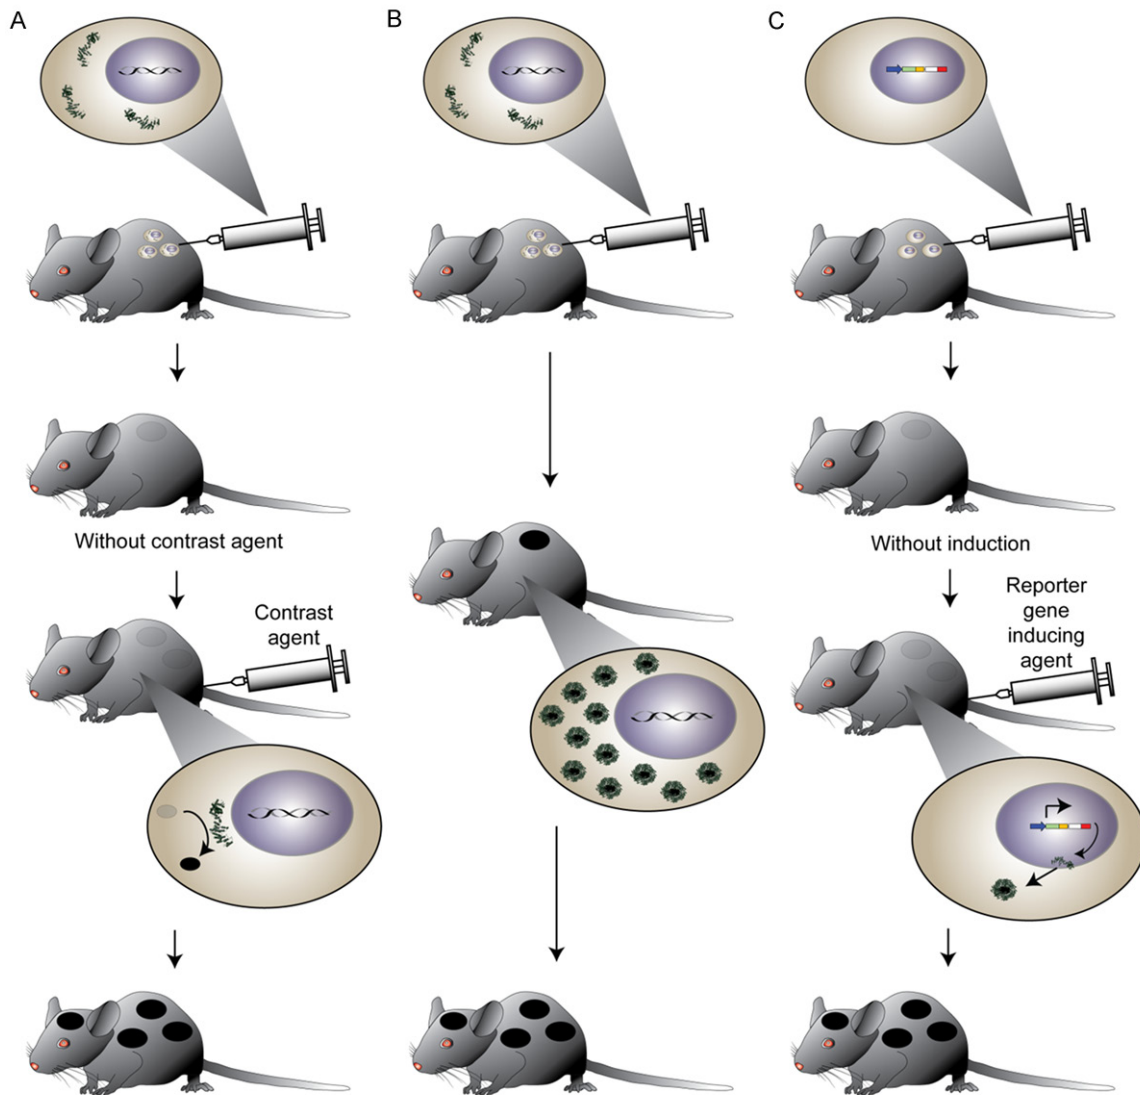 A
B
C
Without contrast agent
Without induction
Contrast
agent
Reporter
gene
inducing
agent